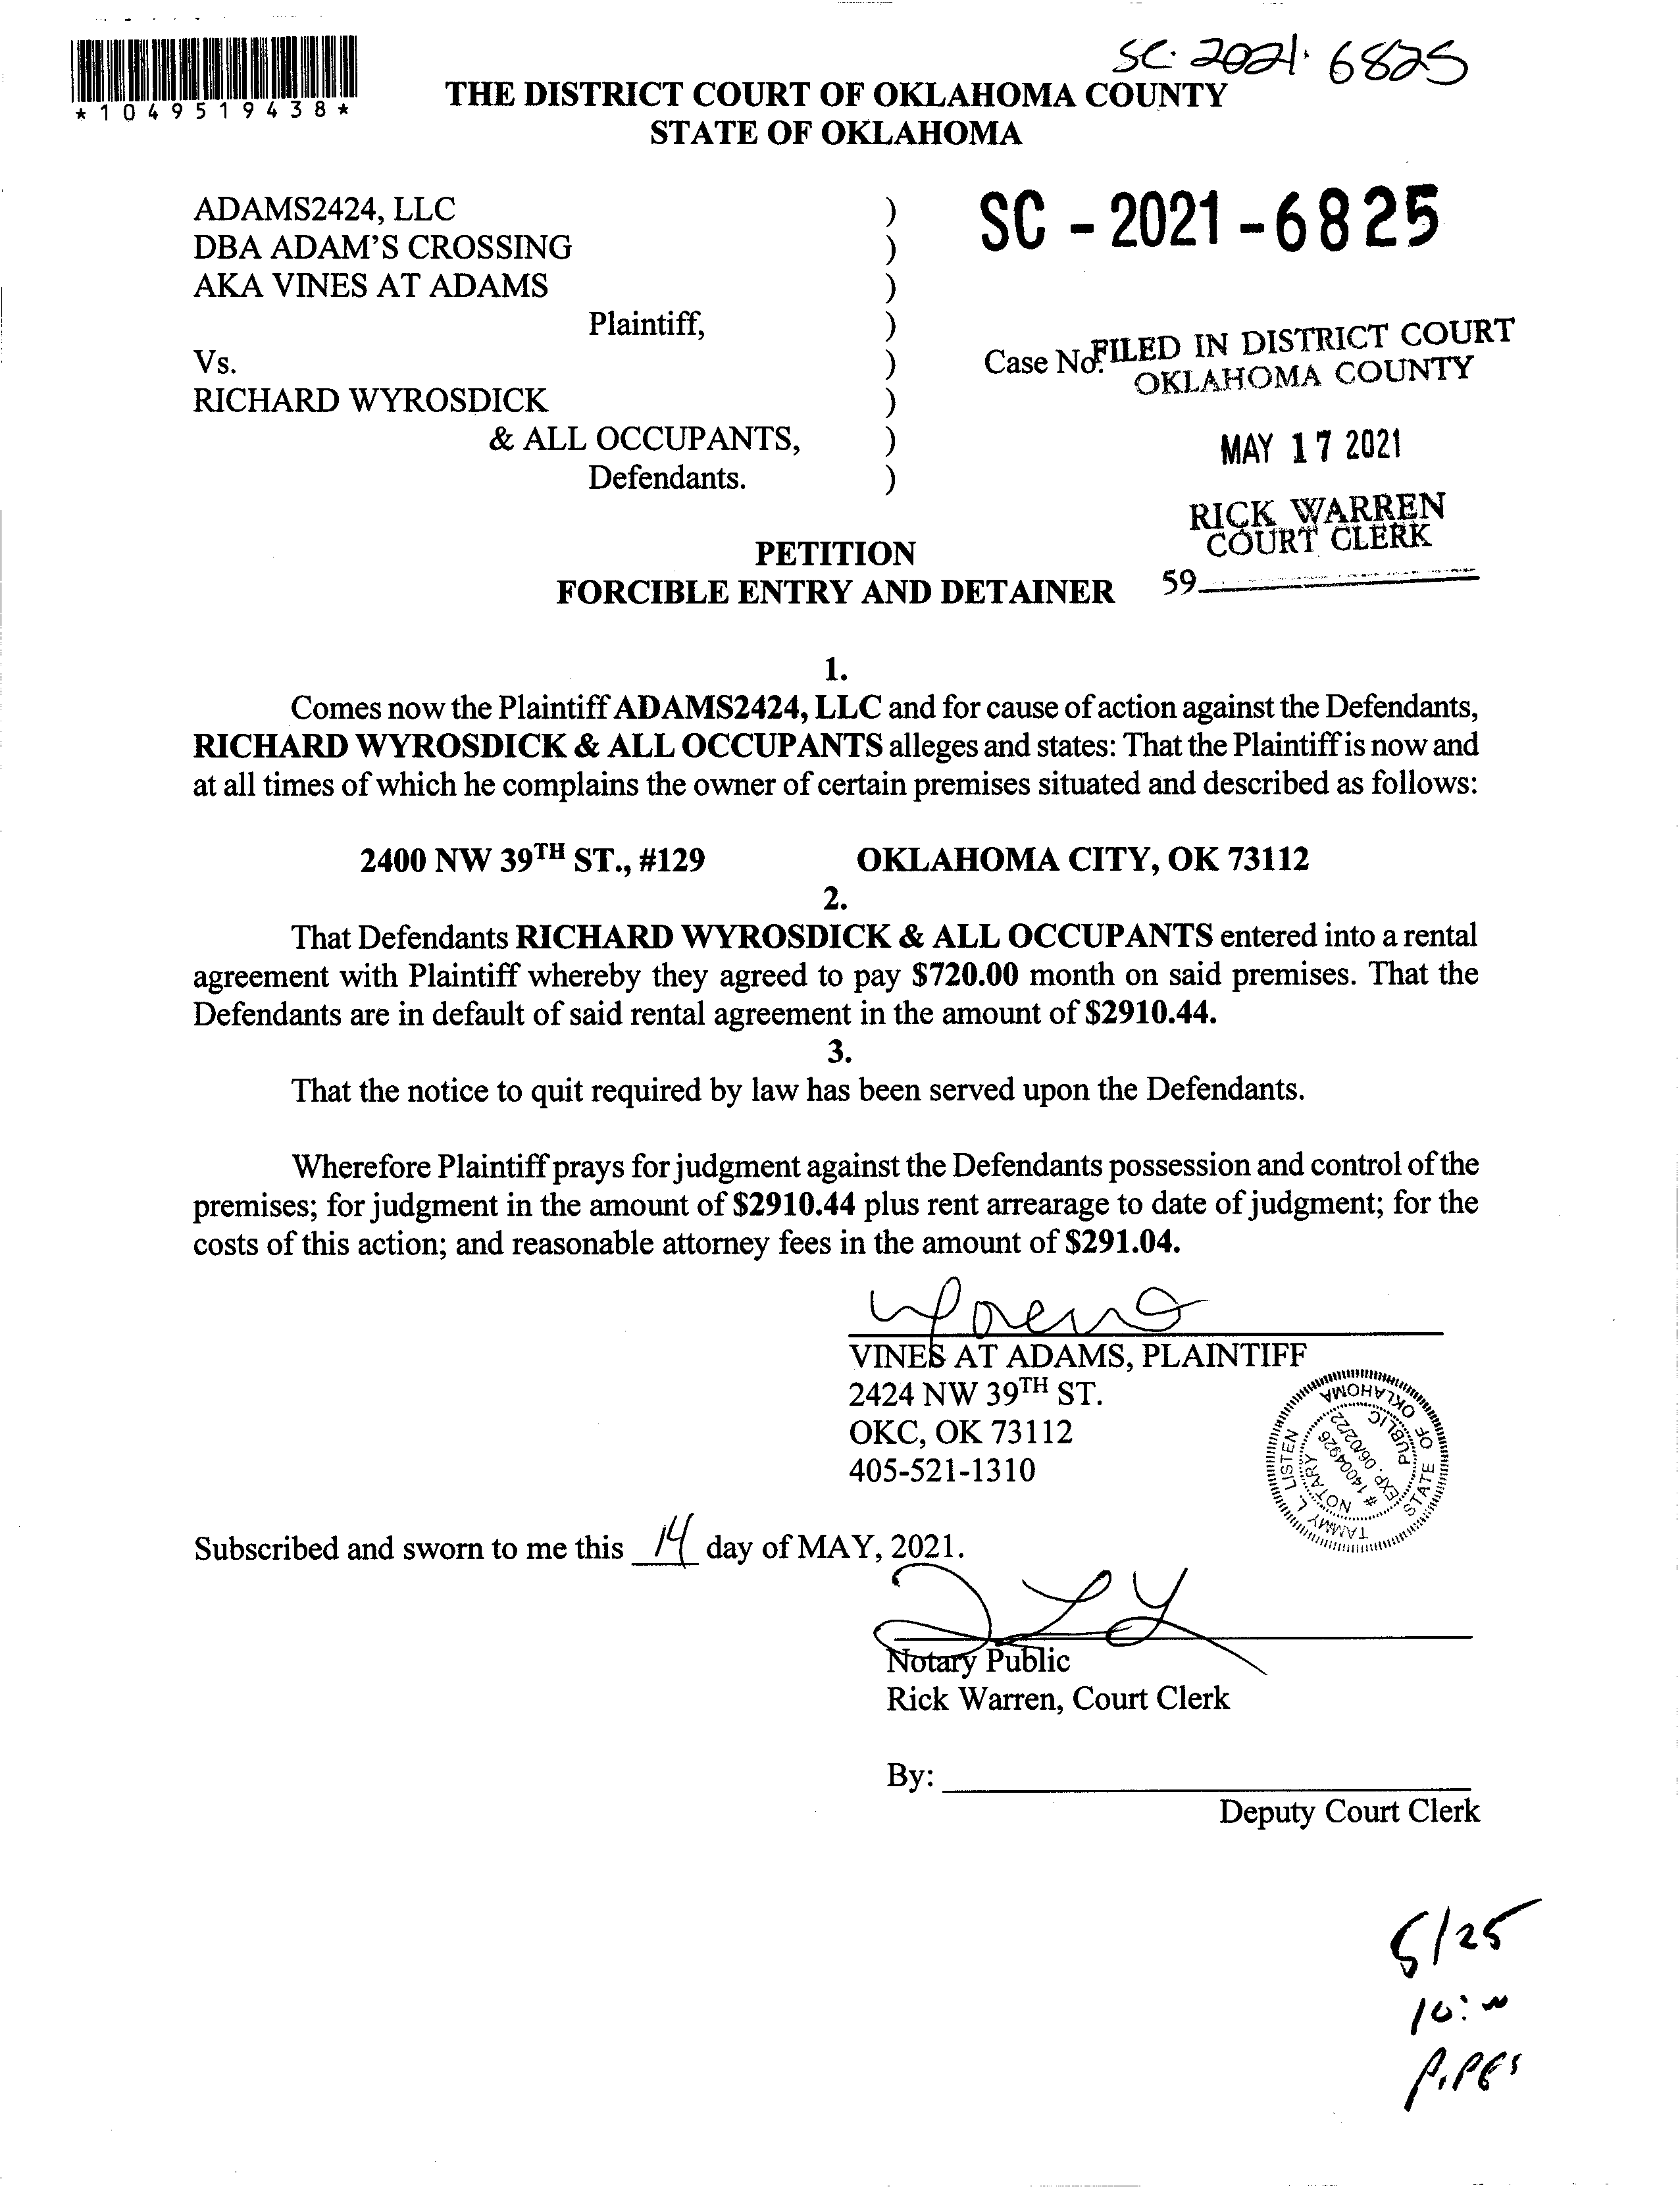 SC-2021-6825
*1049519438*
THE DISTRICT COURT OF OKLAHOMA COUNTY
STATE OF OKLAHOMA
ADAMS2424, LLC )
DBA ADAM'S CROSSING )
AKA VINES AT ADAMS )
Plaintiff, )
Vs. )
RICHARD WYROSDICK )
& ALL OCCUPANTS, )
Defendants. )
SC - 2021 - 6825
Case No.
FILED IN DISTRICT COURT
OKLAHOMA COUNTY
MAY 17 2021
RICK WARREN
COURT CLERK
59
PETITION
FORCIBLE ENTRY AND DETAINER
1.
Comes now the Plaintiff ADAMS2424, LLC and for cause of action against the Defendants,
RICHARD WYROSDICK & ALL OCCUPANTS alleges and states: That the Plaintiff is now and
at all times of which he complains the owner of certain premises situated and described as follows:
2400 NW 39TH ST., #129 OKLAHOMA CITY, OK 73112
2.
That Defendants RICHARD WYROSDICK & ALL OCCUPANTS entered into a rental
agreement with Plaintiff whereby they agreed to pay $720.00 month on said premises. That the
Defendants are in default of said rental agreement in the amount of $2910.44.
3.
That the notice to quit required by law has been served upon the Defendants.
Wherefore Plaintiff prays for judgment against the Defendants possession and control of the
premises; for judgment in the amount of $2910.44 plus rent arrearage to date of judgment; for the
costs of this action; and reasonable attorney fees in the amount of $291.04.
VINES AT ADAMS, PLAINTIFF
2424 NW 39TH ST.
OKC, OK 73112
405-521-1310
TAMMY L LISTEN
STATE OF OKLAHOMA
NOTARY PUBLIC
# 14004926
EXP. 06/02/22
Subscribed and sworn to me this 14 day of MAY, 2021.
Notary Public
Rick Warren, Court Clerk
By:
Deputy Court Clerk
5/25